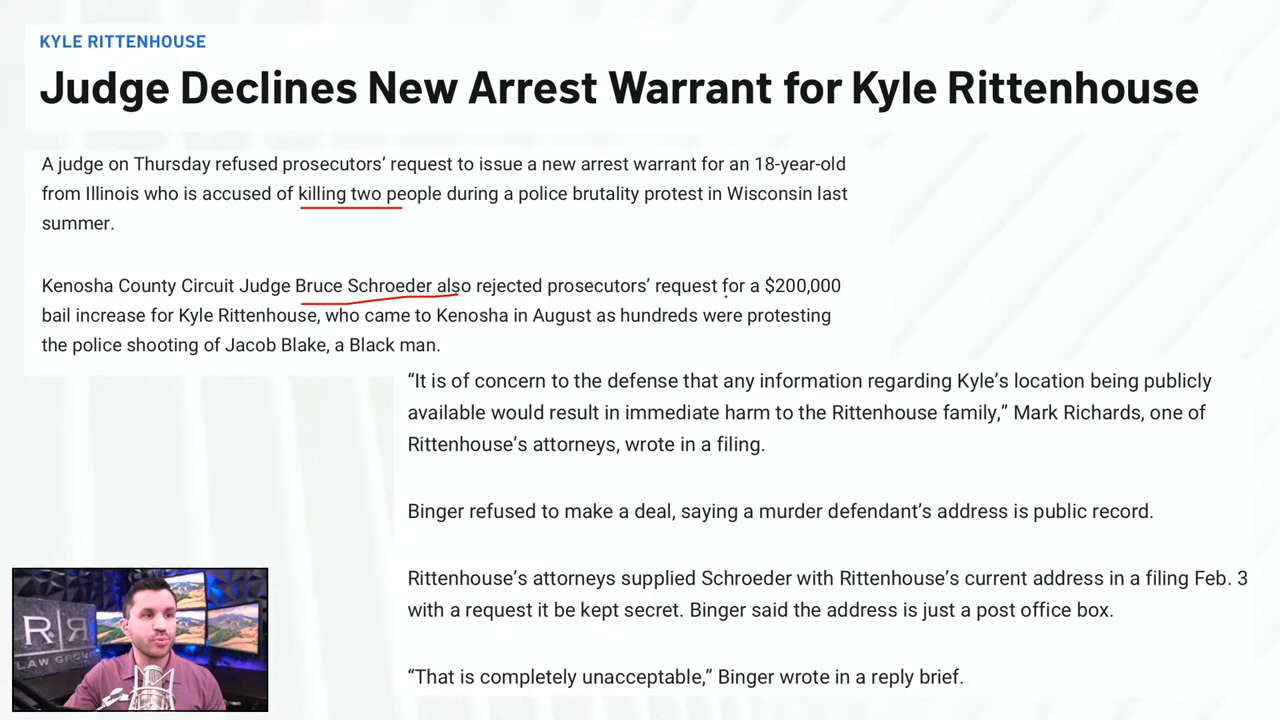 KYLE RITTENHOUSE
Judge Declines New Arrest Warrant for Kyle Rittenhouse
A judge on Thursday refused prosecutors’ request to issue a new arrest warrant for an 18-year-old
from Illinois who is accused of killing two people during a police brutality protest in Wisconsin last
summer.
Kenosha County Circuit Judge Bruce Schroeder also rejected prosecutors’ request for a $200,000
bail increase for Kyle Rittenhouse, who came to Kenosha in August as hundreds were protesting
the police shooting of Jacob Blake, a Black man.
“It is of concern to the defense that any information regarding Kyle’s location being publicly
available would result in immediate harm to the Rittenhouse family,” Mark Richards, one of
Rittenhouse’s attorneys, wrote in a filing.
Binger refused to make a deal, saying a murder defendant’s address is public record.
Rittenhouse’s attorneys supplied Schroeder with Rittenhouse’s current address in a filing Feb. 3
with a request it be kept secret. Binger said the address is just a post office box.
“That is completely unacceptable,” Binger wrote in a reply brief.
R|R
LAW GROUP